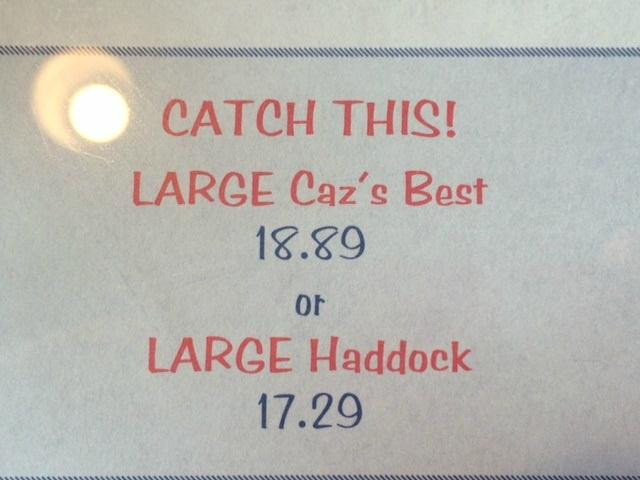 CATCH THIS!
LARGE Caz's Best
18.89
or
LARGE Haddock
17.29